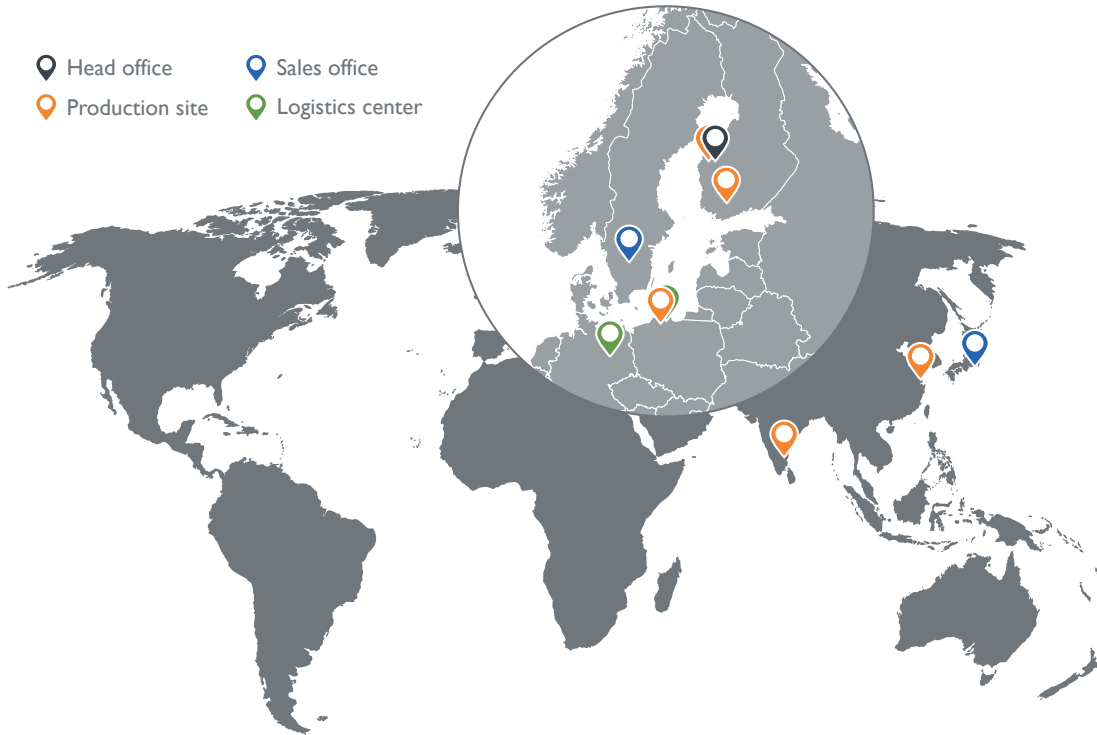 Head office
Sales office
Production site
Logistics center